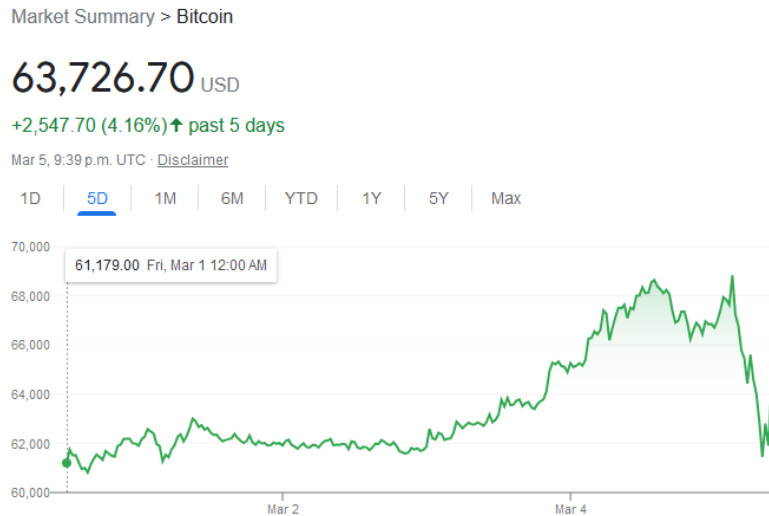 Market Summary > Bitcoin
63,726.70 USD
+2,547.70 (4.16%)↑ past 5 days
Mar 5, 9:39 p.m. UTC · Disclaimer
1D 5D 1M 6M YTD 1Y 5Y Max
70,000
61,179.00 Fri, Mar 1 12:00 AM
68,000
66,000
64,000
62,000
60,000
Mar 2 Mar 4